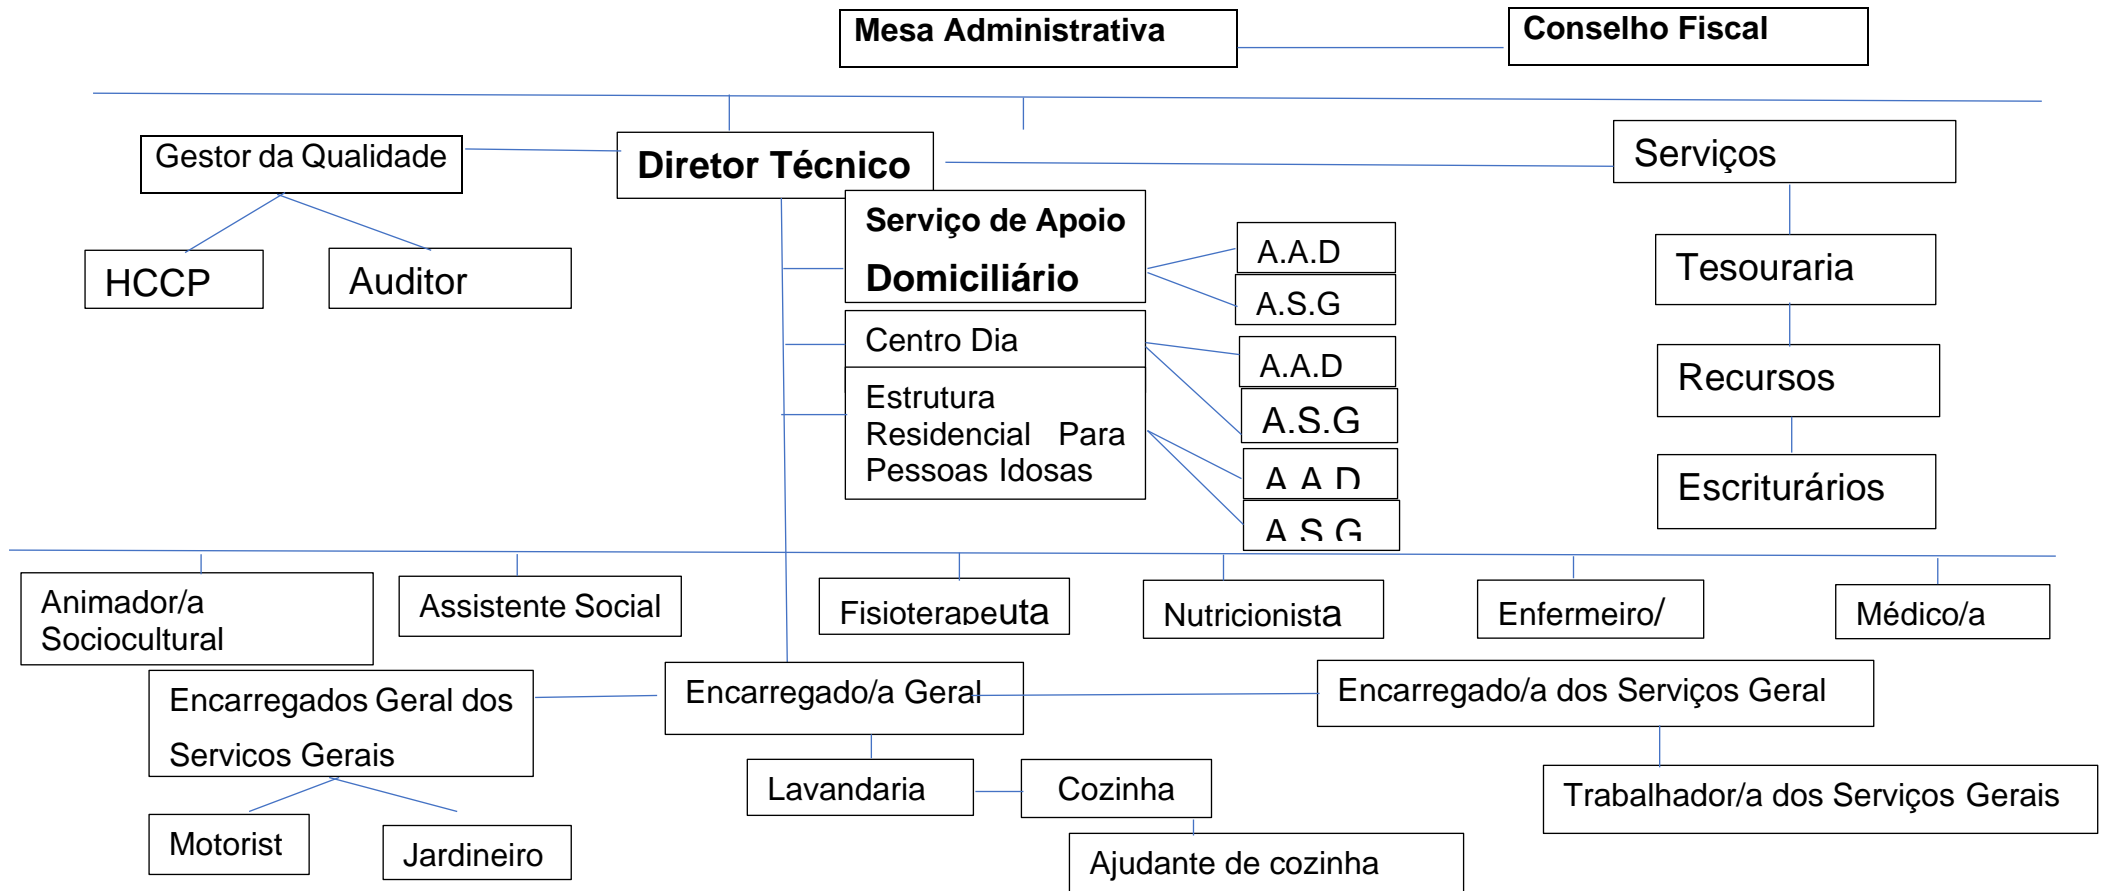 Mesa Administrativa
Conselho Fiscal
Gestor da Qualidade
Diretor Técnico
Serviços
HCCP
Auditor
Serviço de Apoio
Domiciliário
A.A.D
A.S.G
Tesouraria
Centro Dia
A.A.D
A.S.G
Recursos
Estrutura
Residencial Para
Pessoas Idosas
A A D
A S G
Escriturários
Animador/a
Sociocultural
Assistente Social
Fisioterapeuta
Nutricionista
Enfermeiro/
Médico/a
Encarregados Geral dos
Servicos Gerais
Encarregado/a Geral
Encarregado/a dos Serviços Geral
Motorist
Jardineiro
Lavandaria
Cozinha
Ajudante de cozinha
Trabalhador/a dos Serviços Gerais